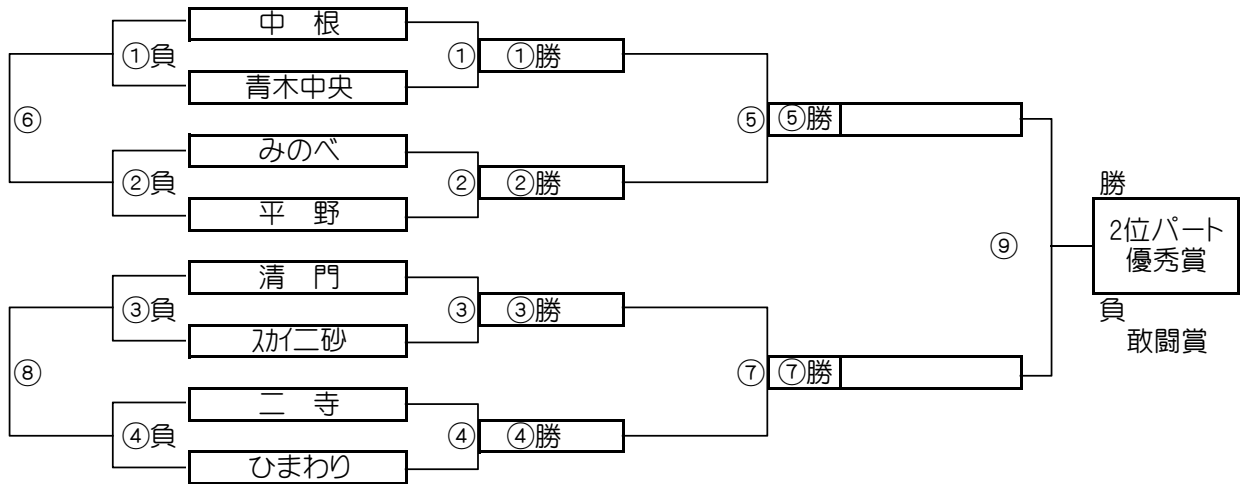 中　根
①負
①
①勝
青木中央
⑥
⑤
⑤勝
みのべ
②負
②
②勝
平　野
勝
⑨
2位パート
優秀賞
清　門
③負
③
③勝
負
スカイ二砂
敢闘賞
⑧
⑦
⑦勝
二　寺
④負
④
④勝
ひまわり